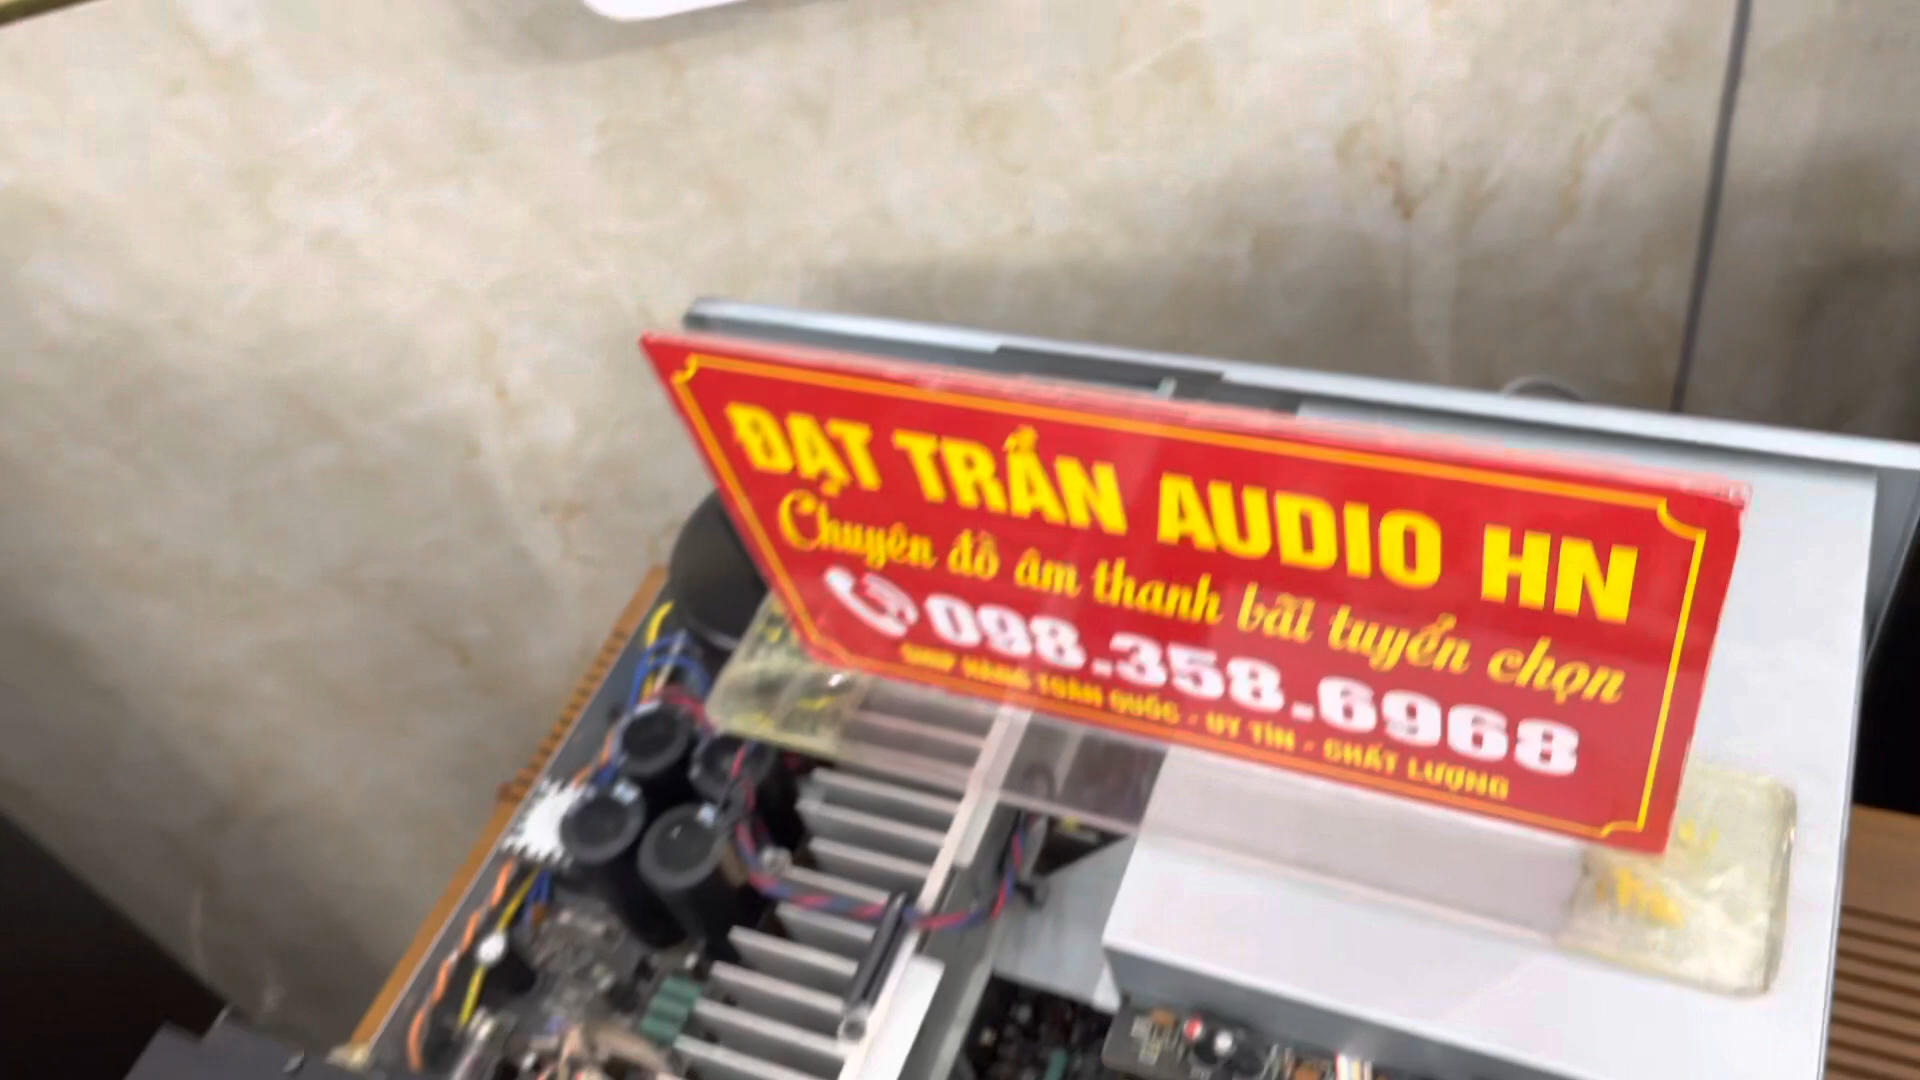 ĐẠT TRẦN AUDIO HN
Chuyên đồ âm thanh bãi tuyển chọn
098.358.6968
SHIP HÀNG TOÀN QUỐC - UY TÍN - CHẤT LƯỢNG